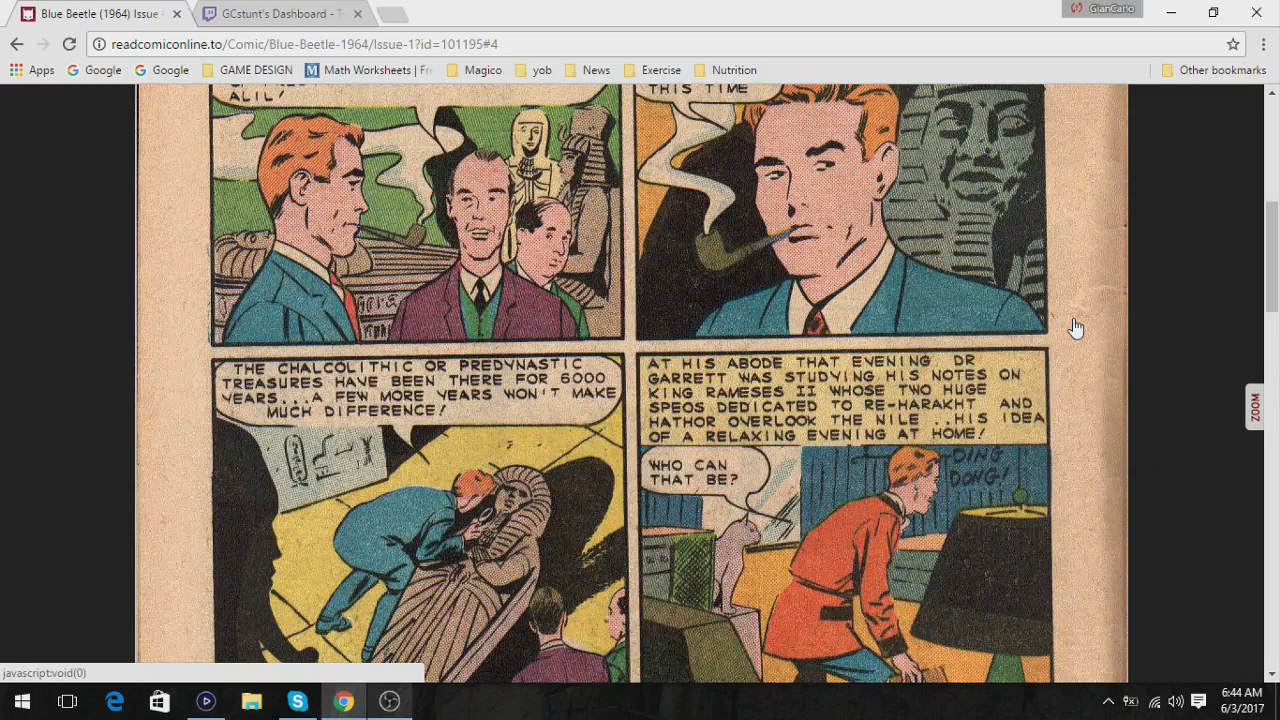 Blue Beetle (1964) Issue -
GCstunt's Dashboard - T
GianCarlo
readcomiconline.to/Comic/Blue-Beetle-1964/Issue-1?id=101195#4
Apps
Google
Google
GAME DESIGN
Math Worksheets | Fr
Magico
yob
News
Exercise
Nutrition
Other bookmarks
ALIL?
THIS TIME
THE CHALCOLITHIC OR PREDYNASTIC
TREASURES HAVE BEEN THERE FOR 6000
YEARS...A FEW MORE YEARS WON'T MAKE
MUCH DIFFERENCE!
AT HIS ABODE THAT EVENING DR
GARRETT WAS STUDYING HIS NOTES ON
KING RAMESES II WHOSE TWO HUGE
SPEOS DEDICATED TO RE-HARAKHT AND
HATHOR OVERLOOK THE NILE ..HIS IDEA
OF A RELAXING EVENING AT HOME!
WHO CAN
THAT BE?
DING
DONG!
ZOOM
javascript:void(0)
6:44 AM
6/3/2017